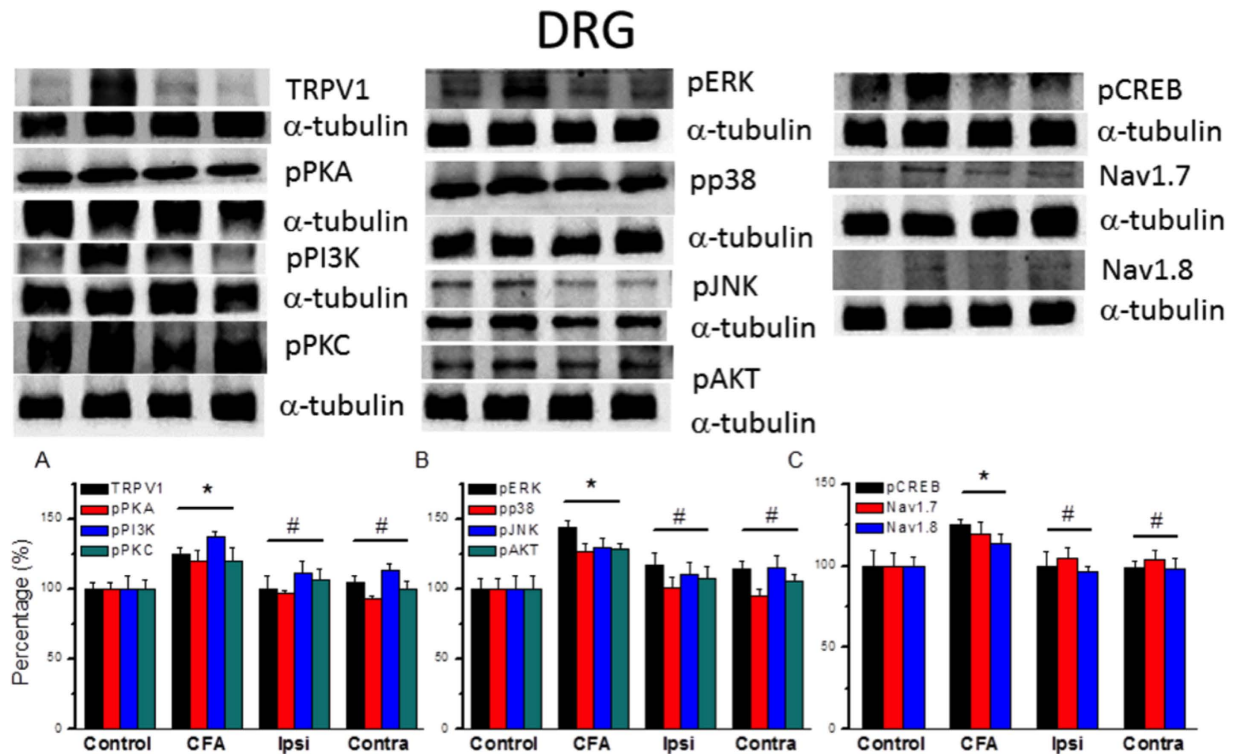 DRG
TRPV1
α-tubulin
pPKA
α-tubulin
pPI3K
α-tubulin
pPKC
α-tubulin
pERK
α-tubulin
pp38
α-tubulin
pJNK
α-tubulin
pAKT
α-tubulin
pCREB
α-tubulin
Nav1.7
α-tubulin
Nav1.8
α-tubulin
A
TRPV1
pPKA
pPI3K
pPKC
*
#
#
Percentage (%)
150
100
50
0
Control CFA Ipsi Contra
B
pERK
pp38
pJNK
pAKT
*
#
#
150
100
50
0
Control CFA Ipsi Contra
C
pCREB
Nav1.7
Nav1.8
*
#
#
150
100
50
0
Control CFA Ipsi Contra